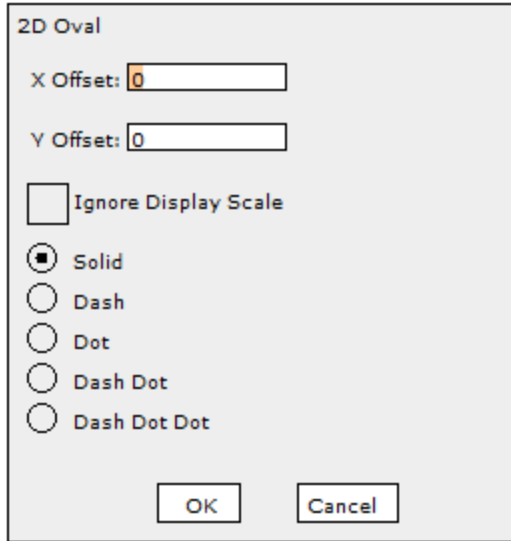 2D Oval
X Offset: 0
Y Offset: 0
Ignore Display Scale
Solid
Dash
Dot
Dash Dot
Dash Dot Dot
OK Cancel